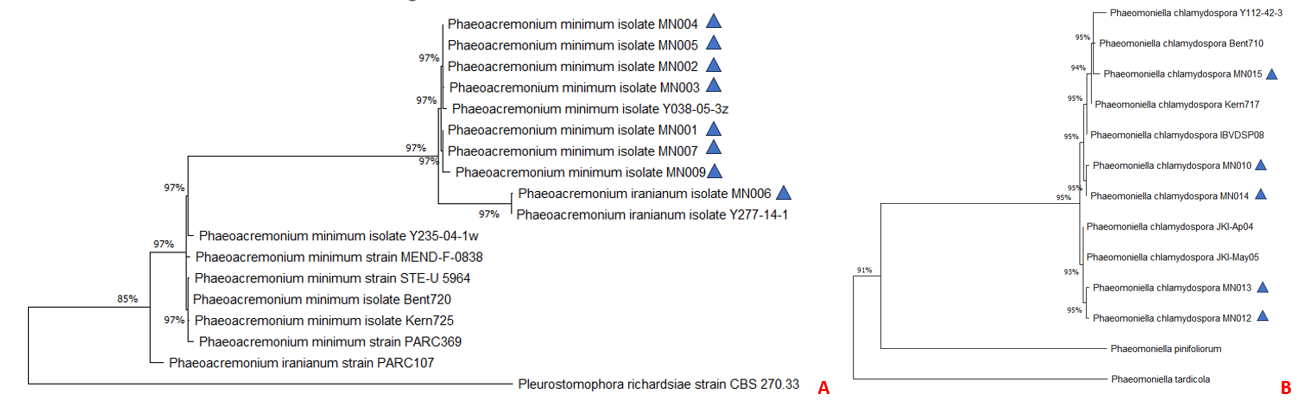 Phaeoacremonium minimum isolate MN004
Phaeoacremonium minimum isolate MN005
97%
Phaeoacremonium minimum isolate MN002
Phaeoacremonium minimum isolate MN003
97%
Phaeoacremonium minimum isolate Y038-05-3z
Phaeoacremonium minimum isolate MN001
97%
Phaeoacremonium minimum isolate MN007
97%
Phaeoacremonium minimum isolate MN009
97%
Phaeoacremonium iranianum isolate MN006
97%
Phaeoacremonium iranianum isolate Y277-14-1
Phaeoacremonium minimum isolate Y235-04-1w
97%
Phaeoacremonium minimum strain MEND-F-0838
Phaeoacremonium minimum strain STE-U 5964
85%
Phaeoacremonium minimum isolate Bent720
97%
Phaeoacremonium minimum isolate Kern725
Phaeoacremonium minimum strain PARC369
Phaeoacremonium iranianum strain PARC107
Pleurostomophora richardsiae strain CBS 270.33
A
Phaeomoniella chlamydospora Y112-42-3
95%
Phaeomoniella chlamydospora Bent710
94%
Phaeomoniella chlamydospora MN015
95%
Phaeomoniella chlamydospora Kern717
95%
Phaeomoniella chlamydospora IBVDSP08
Phaeomoniella chlamydospora MN010
95%
Phaeomoniella chlamydospora MN014
95%
Phaeomoniella chlamydospora JKI-Ap04
Phaeomoniella chlamydospora JKI-May05
93%
91%
Phaeomoniella chlamydospora MN013
95%
Phaeomoniella chlamydospora MN012
Phaeomoniella pinifoliorum
Phaeomoniella tardicola
B